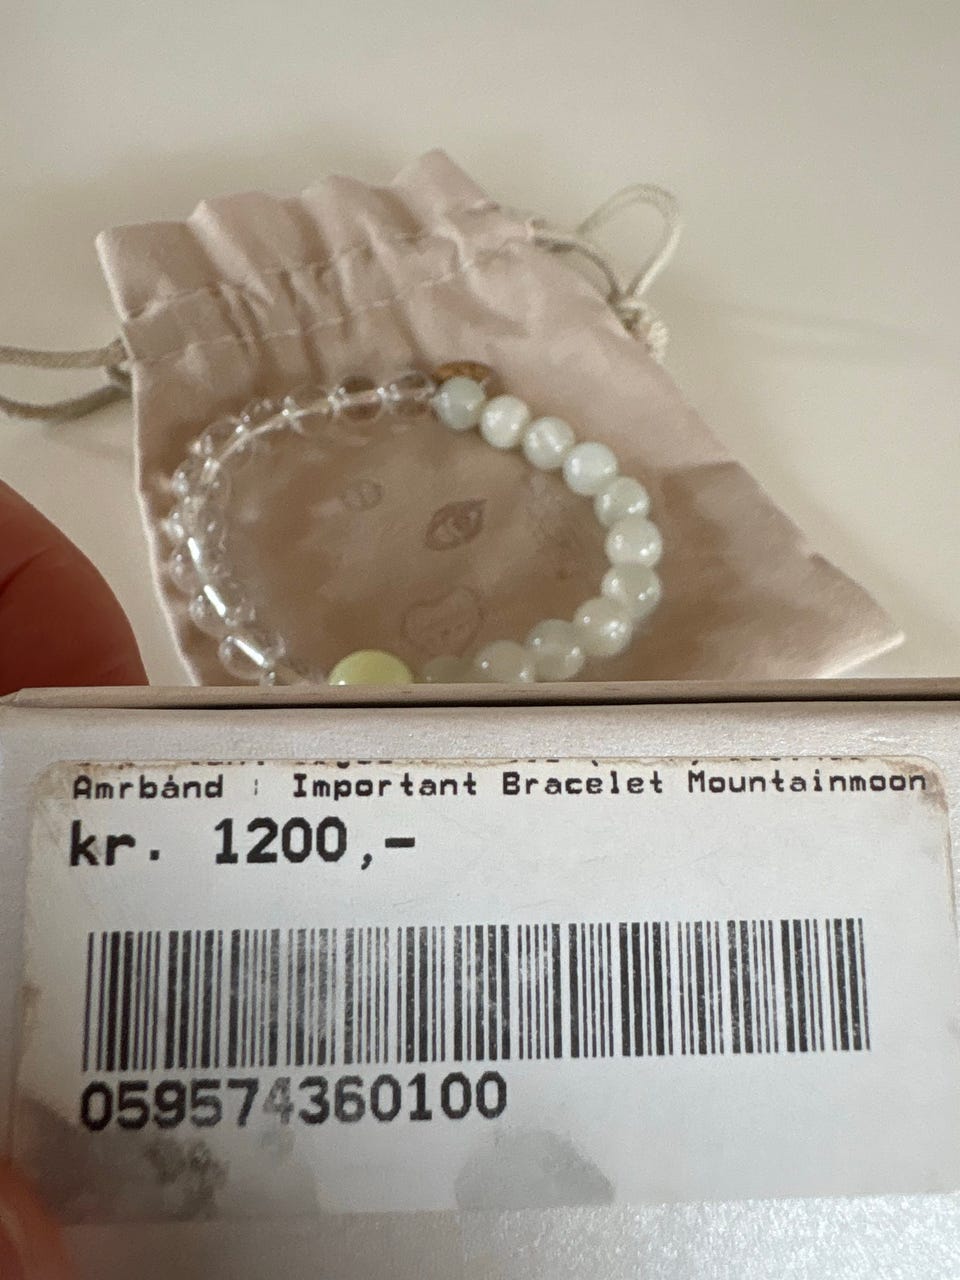 Amrbånd : Important Bracelet Mountainmoon
kr. 1200,-
059574360100